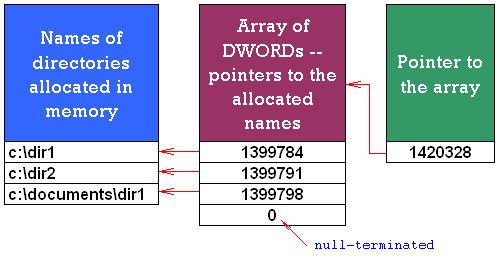 Names of
directories
allocated in
memory
c:\dir1
c:\dir2
c:\documents\dir1
Array of
DWORDs --
pointers to the
allocated
names
1399784
1399791
1399798
0
Pointer to
the array
1420328
null-terminated